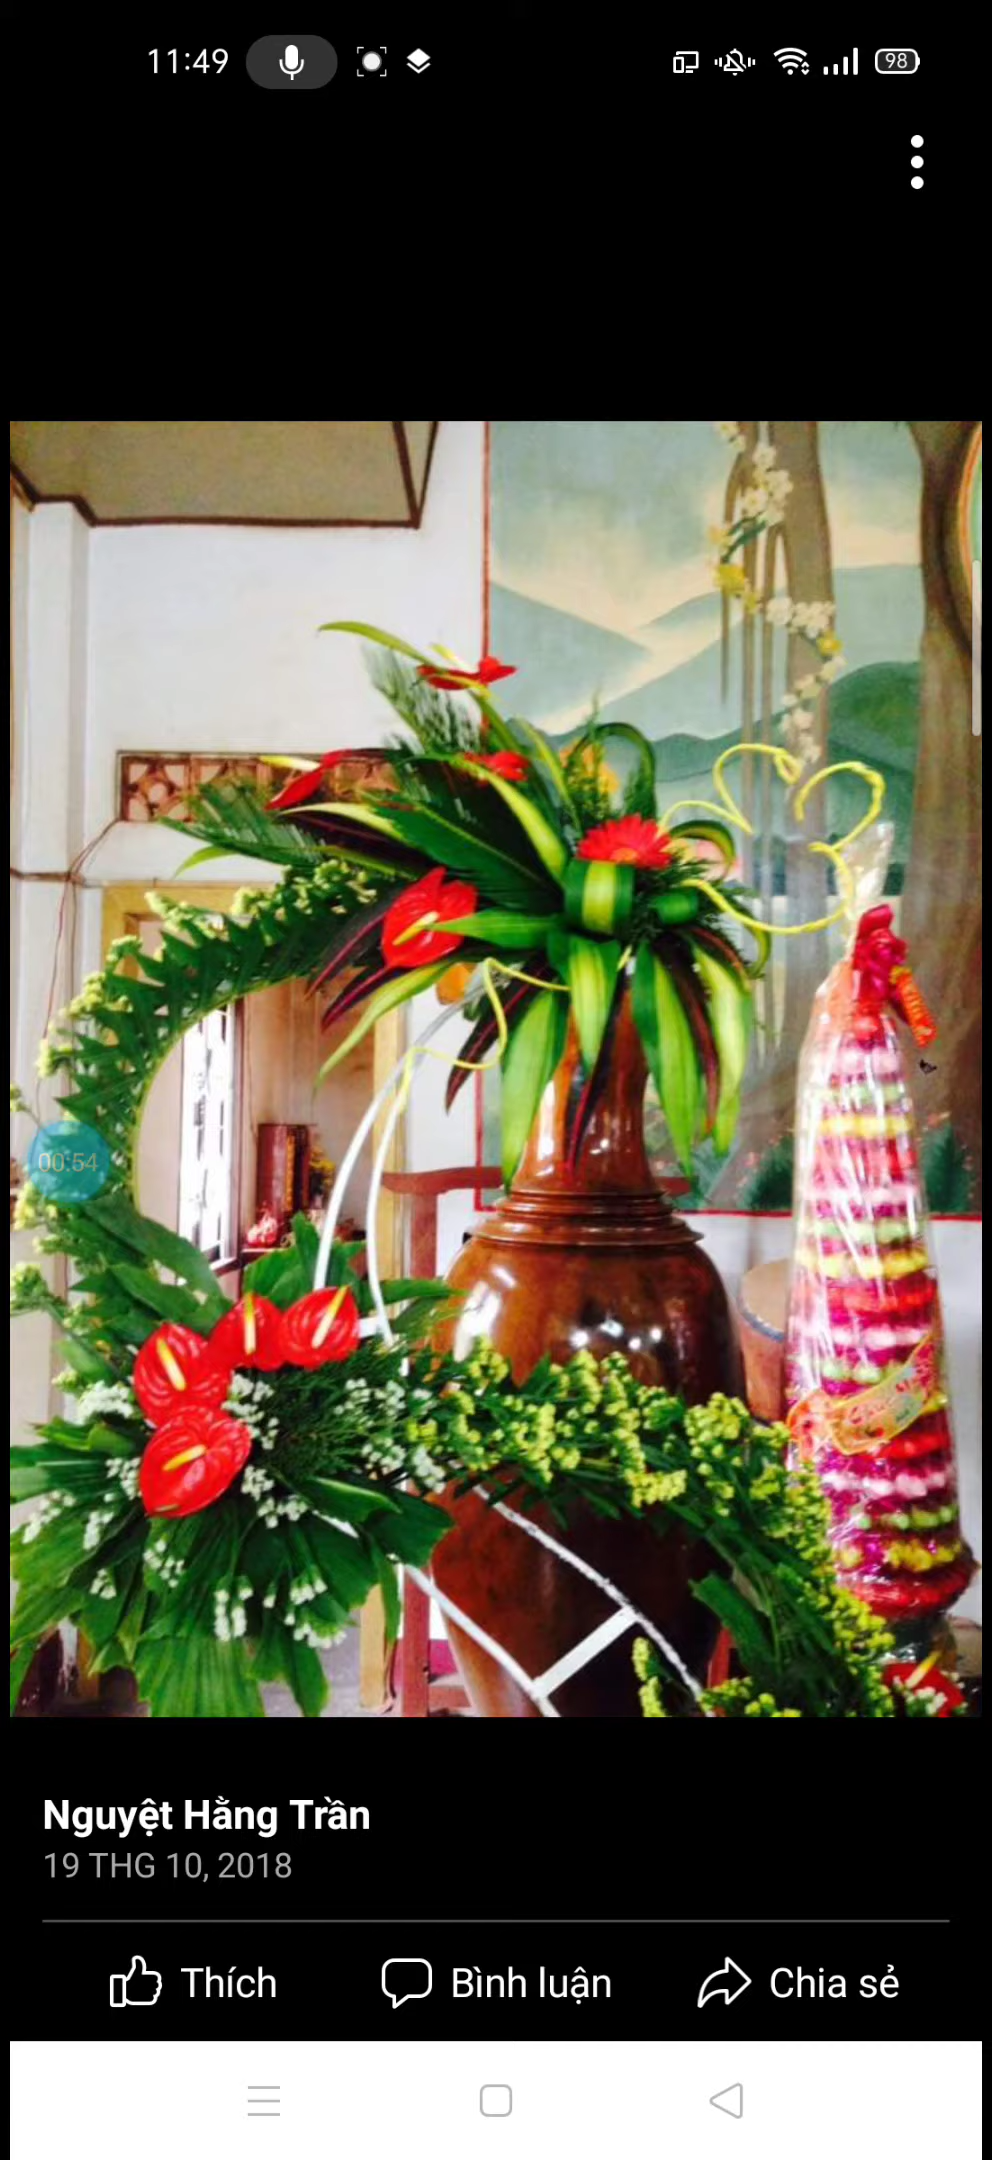 11:49
98
00:54
Nguyệt Hằng Trần
19 THG 10, 2018
Thích
Bình luận
Chia sẻ